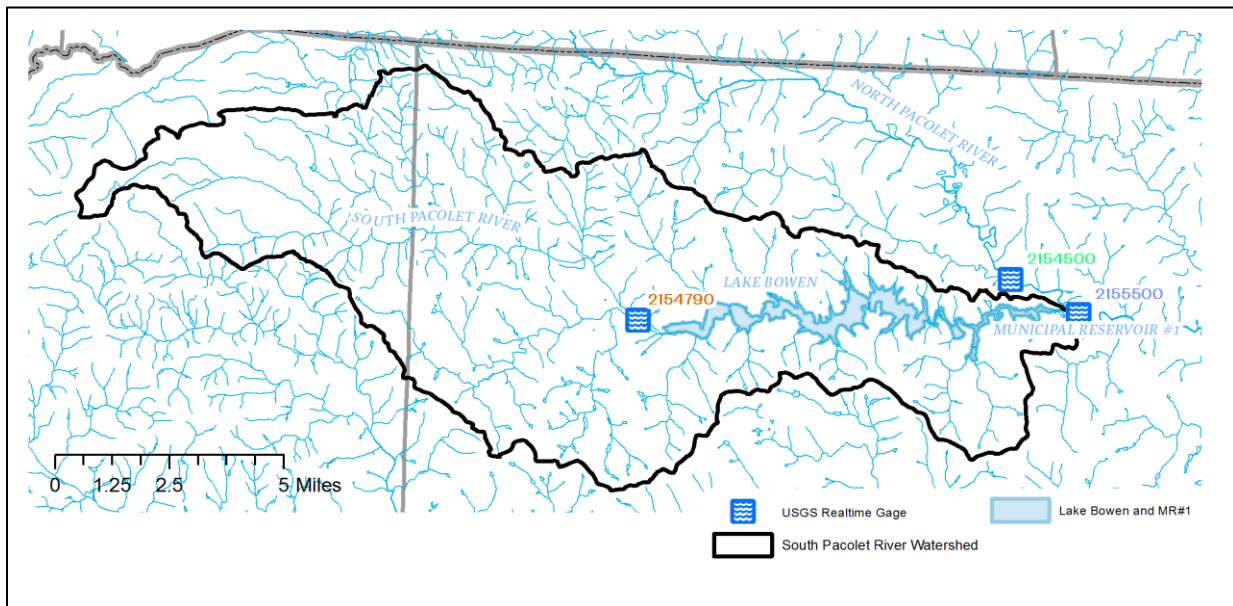 NORTH PACOLET RIVER
SOUTH PACOLET RIVER
2154500
LAKE BOWEN
2154790
2155500
MUNICIPAL RESERVOIR #1
0 1.25 2.5 5 Miles
USGS Realtime Gage
Lake Bowen and MR#1
South Pacolet River Watershed